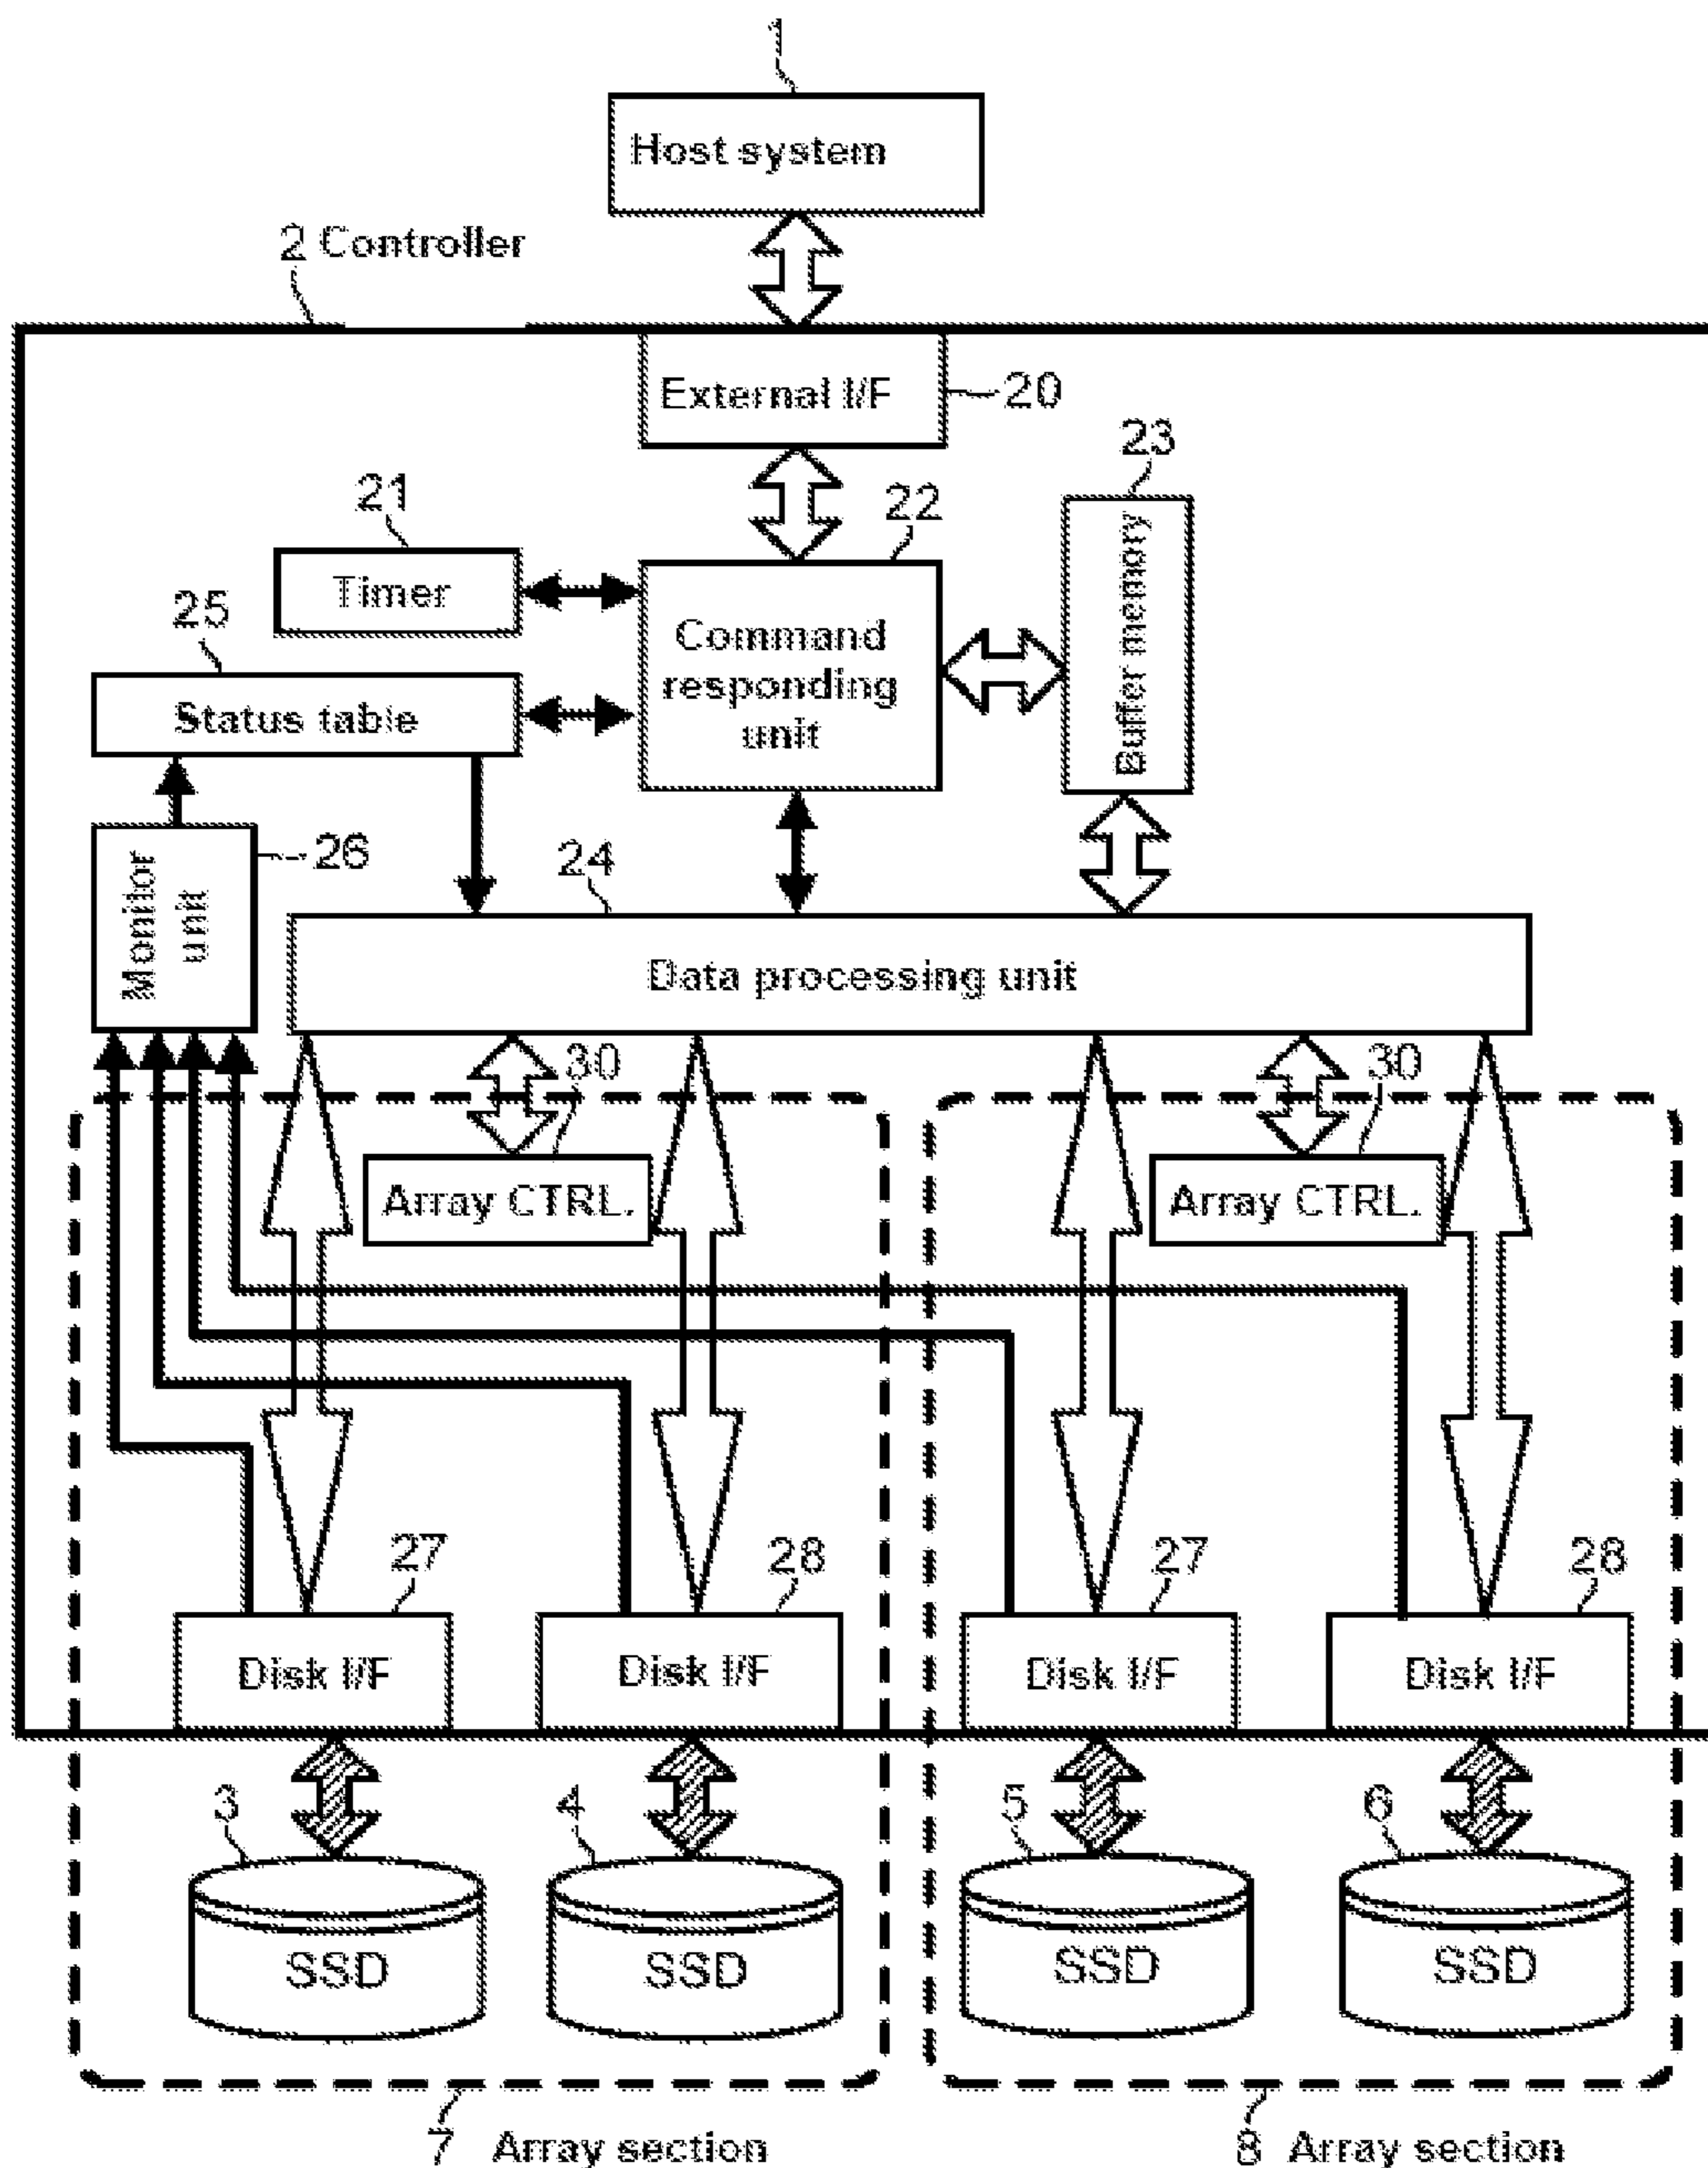 1
Host system
2 Controller
External I/F
20
23
21
22
Timer
Buffer memory
25
Command
responding
unit
Status table
26
24
Monitor
unit
Data processing unit
30
30
Array CTRL.
Array CTRL.
27
28
27
28
Disk I/F
Disk I/F
Disk I/F
Disk I/F
3
4
5
6
SSD
SSD
SSD
SSD
7 Array section
8 Array section